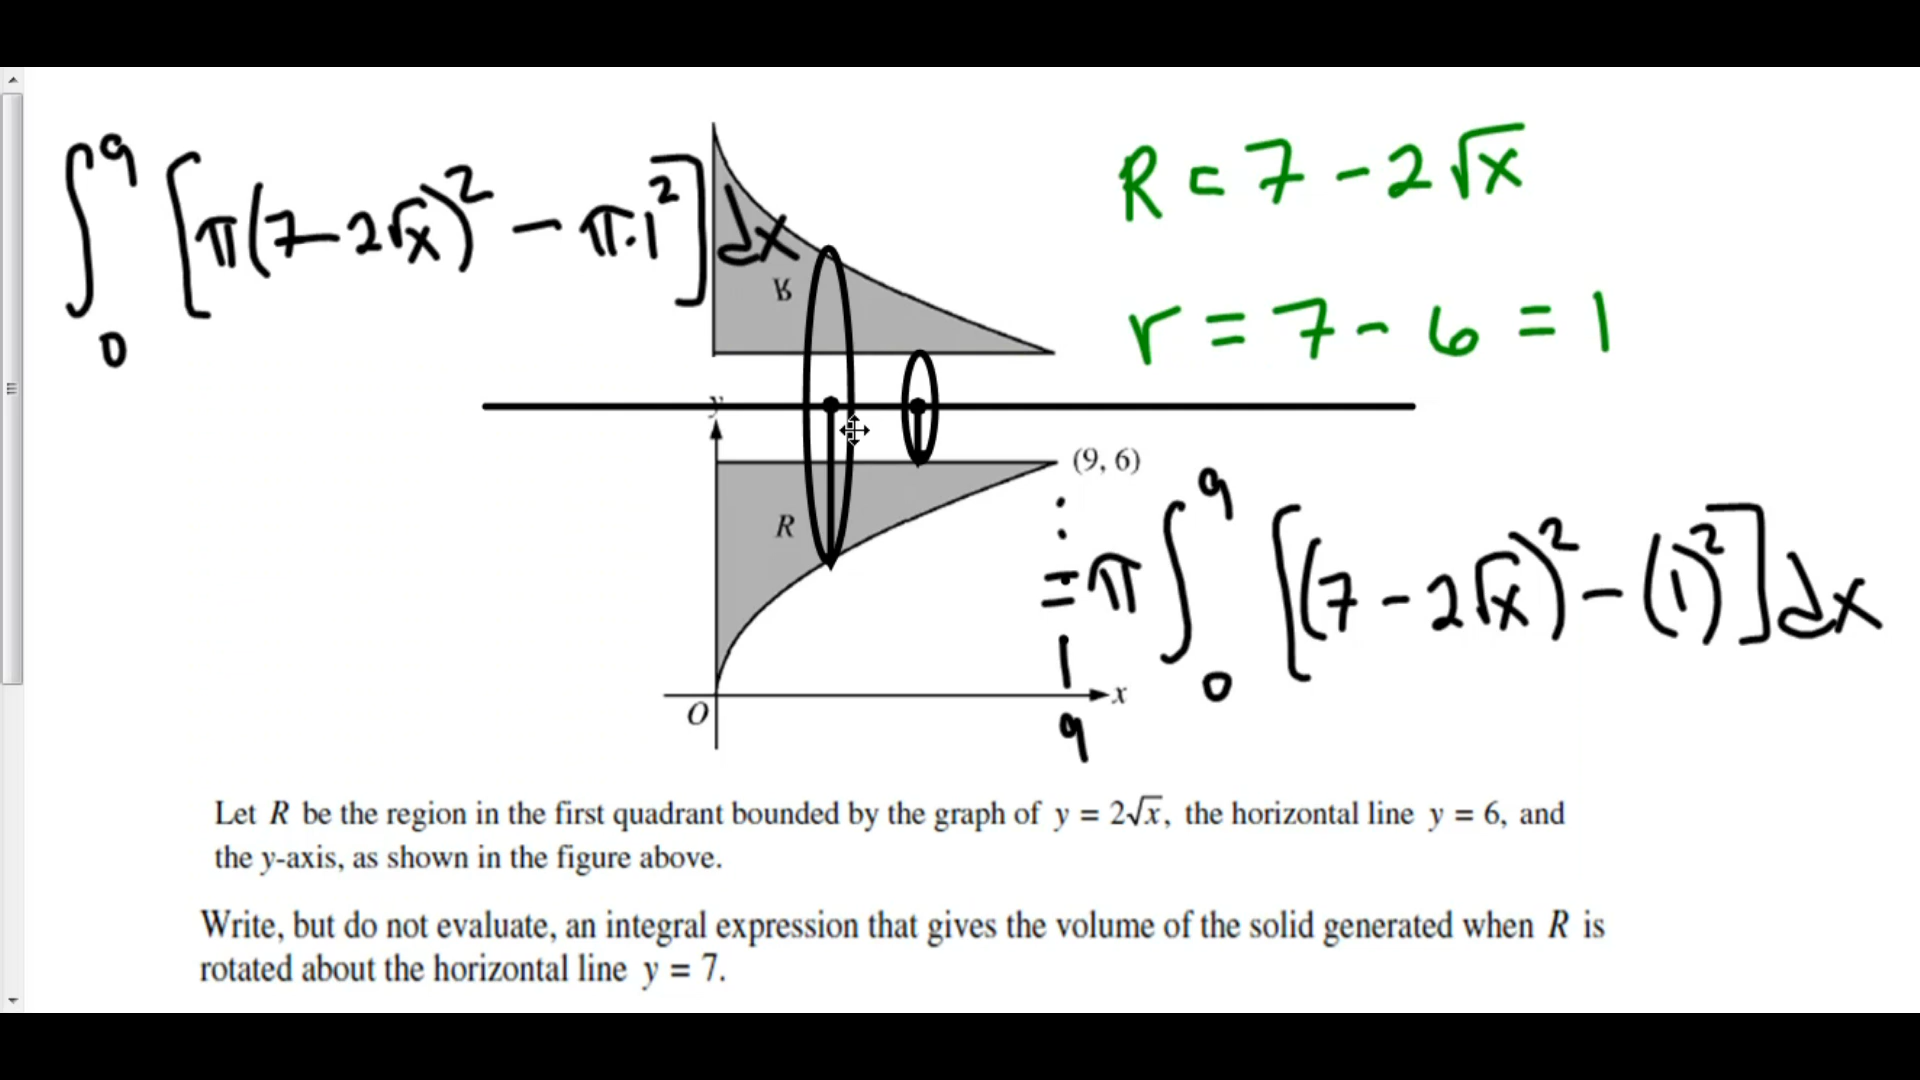 ∫₀⁹ [π(7-2√x)² - π·1²] dx
R = 7 - 2√x
r = 7 - 6 = 1
R
y
(9, 6)
R
= π ∫₀⁹ [(7 - 2√x)² - (1)²] dx
x
O
9
Let R be the region in the first quadrant bounded by the graph of y = 2√x, the horizontal line y = 6, and
the y-axis, as shown in the figure above.
Write, but do not evaluate, an integral expression that gives the volume of the solid generated when R is
rotated about the horizontal line y = 7.